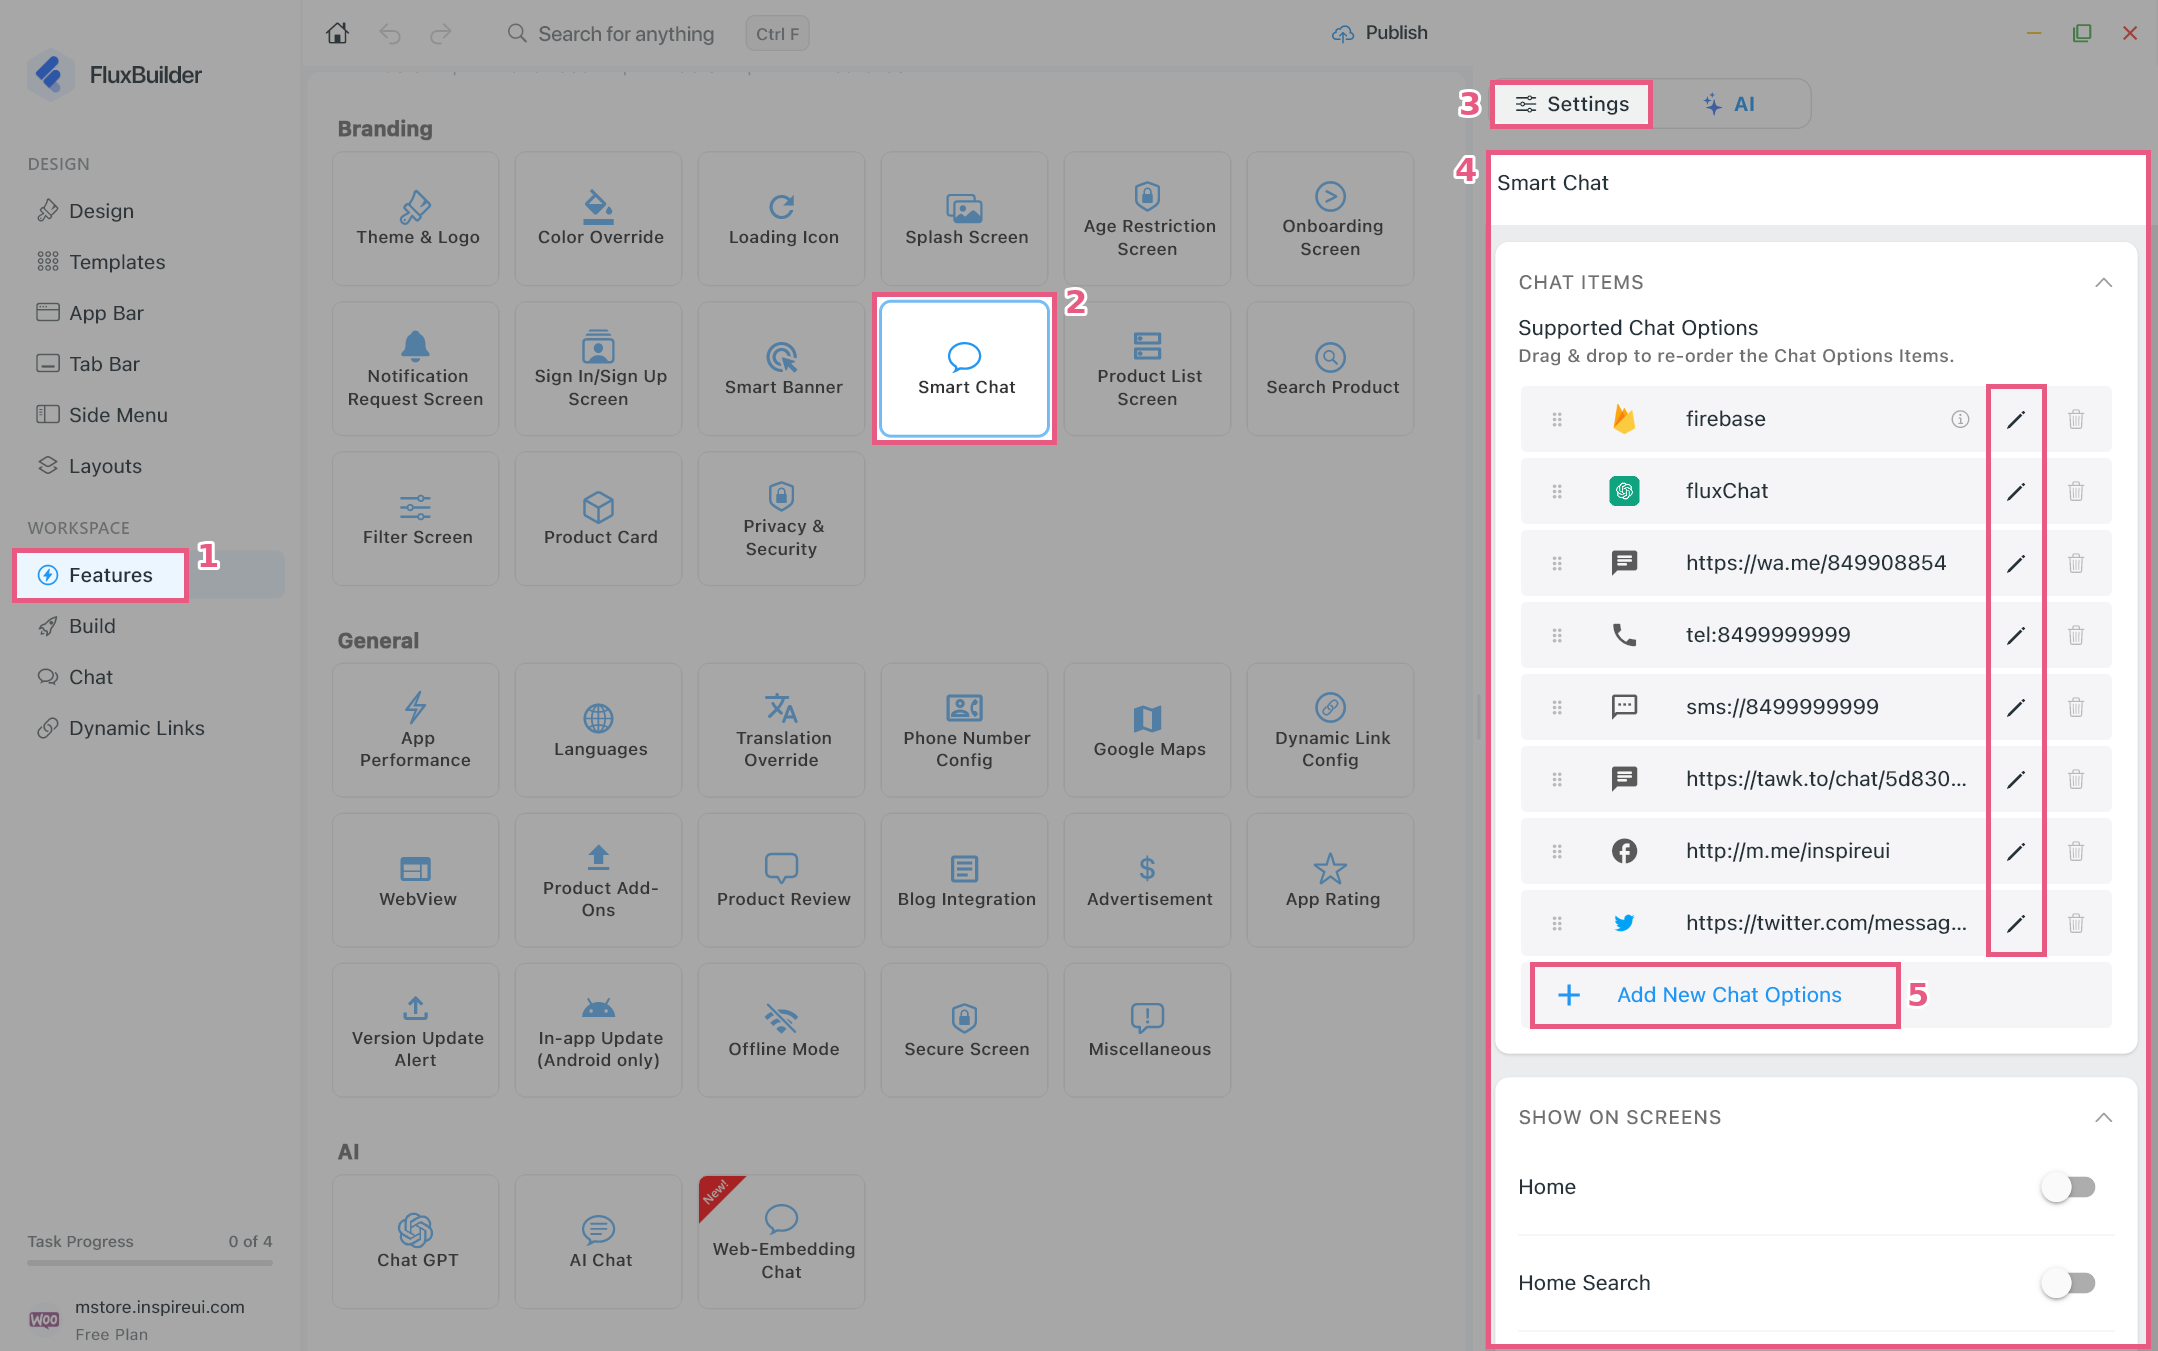 Search for anything
Ctrl F
Publish
FluxBuilder
DESIGN
Design
Templates
App Bar
Tab Bar
Side Menu
Layouts
WORKSPACE
1
Features
Build
Chat
Dynamic Links
Task Progress
0 of 4
WOO
mstore.inspireui.com
Free Plan
Branding
Theme & Logo
Color Override
Loading Icon
Splash Screen
Age Restriction
Screen
Onboarding
Screen
Notification
Request Screen
Sign In/Sign Up
Screen
Smart Banner
2
Smart Chat
Product List
Screen
Search Product
Filter Screen
Product Card
Privacy &
Security
General
App
Performance
Languages
Translation
Override
Phone Number
Config
Google Maps
Dynamic Link
Config
WebView
Product Add-
Ons
Product Review
Blog Integration
Advertisement
App Rating
Version Update
Alert
In-app Update
(Android only)
Offline Mode
Secure Screen
Miscellaneous
AI
Chat GPT
AI Chat
New!
Web-Embedding
Chat
3
Settings
AI
4
Smart Chat
CHAT ITEMS
Supported Chat Options
Drag & drop to re-order the Chat Options Items.
firebase
fluxChat
https://wa.me/849908854
tel:8499999999
sms://8499999999
https://tawk.to/chat/5d830...
http://m.me/inspireui
https://twitter.com/messag...
Add New Chat Options
5
SHOW ON SCREENS
Home
Home Search